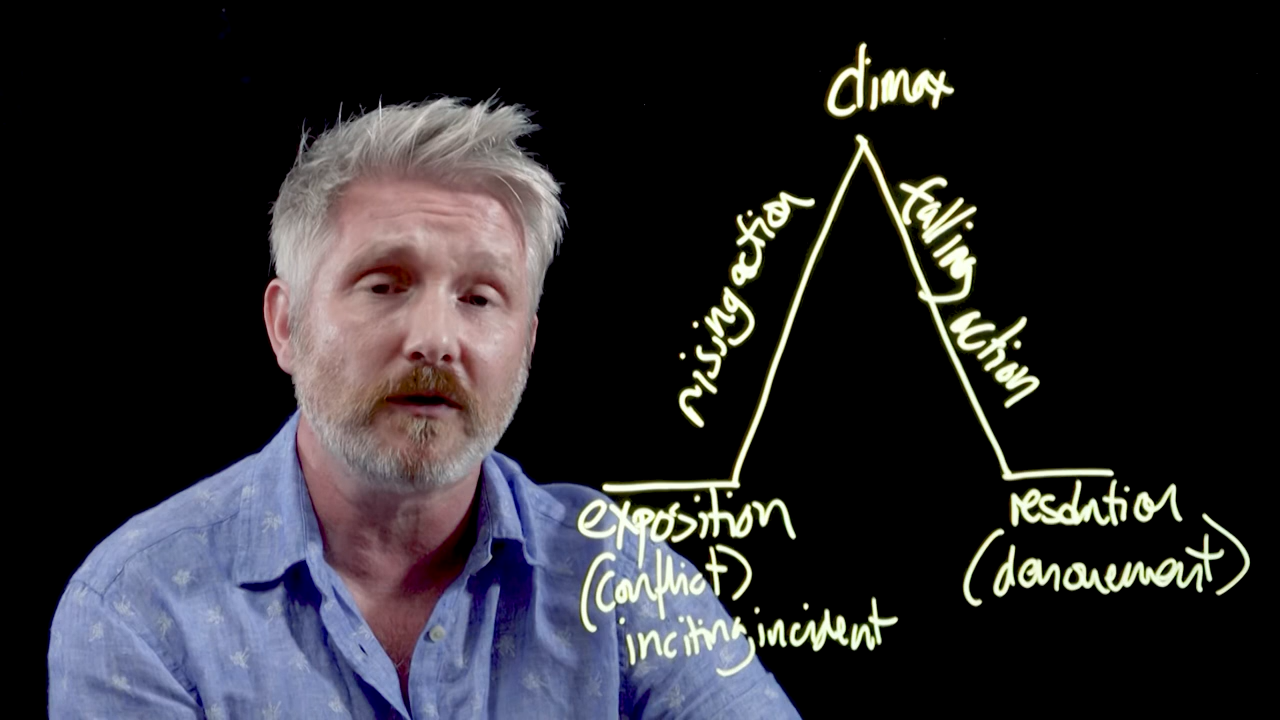 climax
rising action
falling action
exposition
(conflict)
inciting incident
resolution
(denouement)